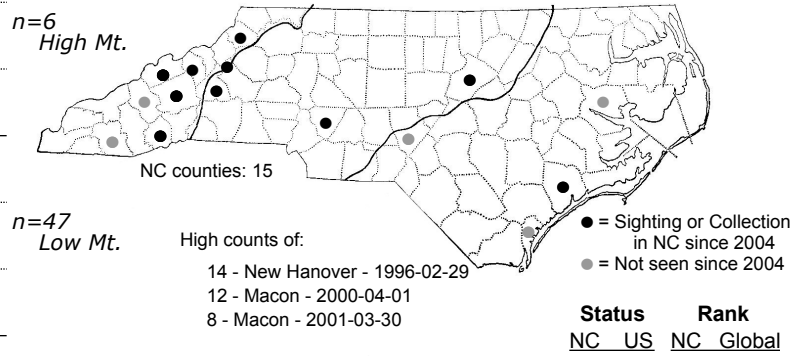 n=6
High Mt.
NC counties: 15
n=47
Low Mt.
High counts of:
14 - New Hanover - 1996-02-29
12 - Macon - 2000-04-01
8 - Macon - 2001-03-30
= Sighting or Collection
in NC since 2004
= Not seen since 2004
Status Rank
NC US NC Global